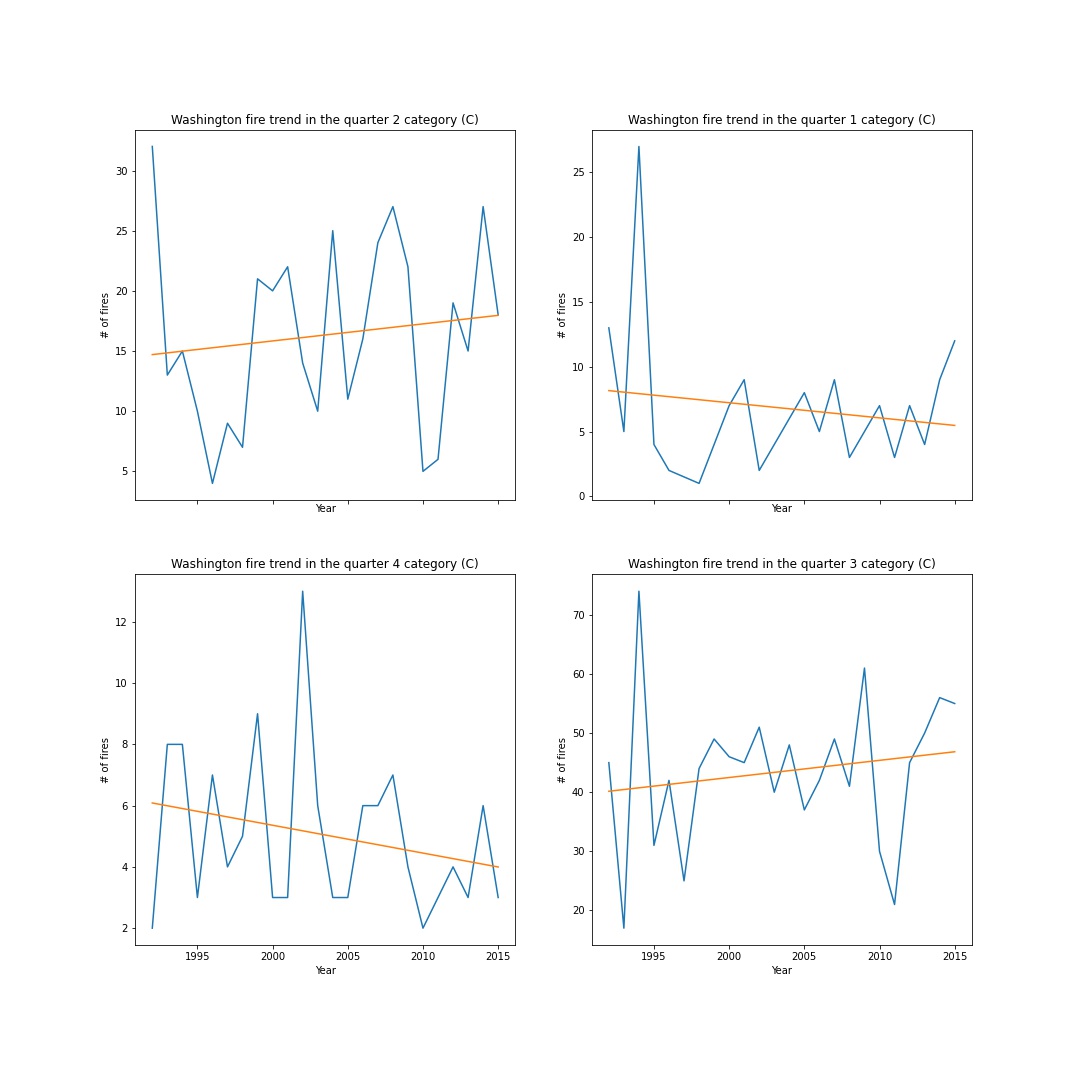 Washington fire trend in the quarter 2 category (C)
30
25
20
15
10
5
# of fires
Year
Washington fire trend in the quarter 1 category (C)
25
20
15
10
5
0
# of fires
Year
Washington fire trend in the quarter 4 category (C)
12
10
8
6
4
2
# of fires
1995 2000 2005 2010 2015
Year
Washington fire trend in the quarter 3 category (C)
70
60
50
40
30
20
# of fires
1995 2000 2005 2010 2015
Year